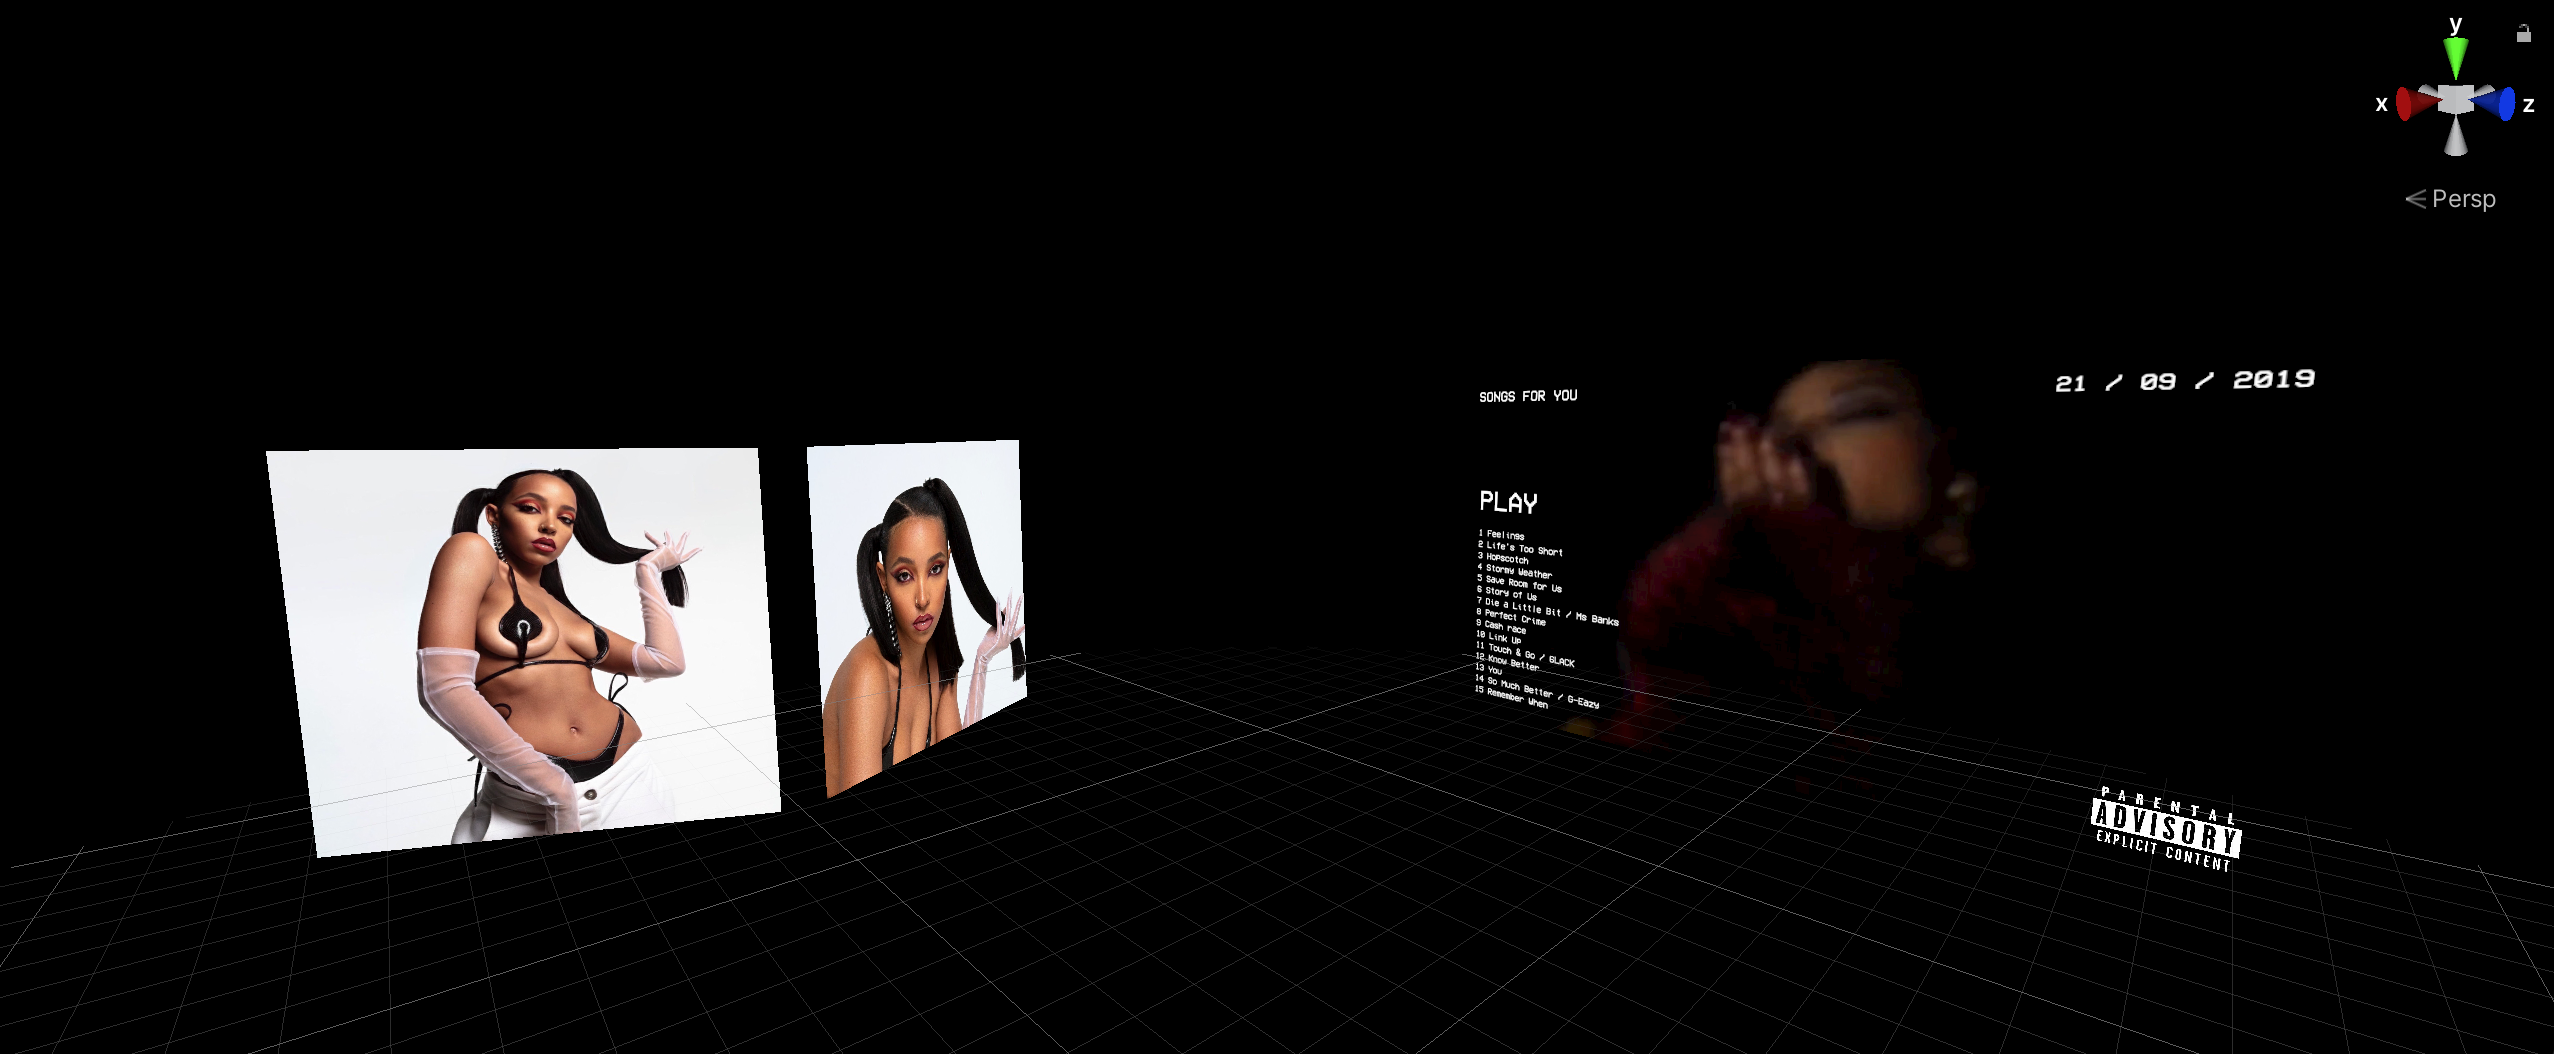 y
x
z
Persp
SONGS FOR YOU
21 / 09 / 2019
PLAY
1 Feelings
2 Life's Too Short
3 Hopscotch
4 Stormy Weather
5 Save Room for Us
6 Story of Us
7 Die a Little Bit / Ms Banks
8 Perfect Crime
9 Cash race
10 Link Up
11 Touch & Go / 6LACK
12 Know Better
13 You
14 So Much Better / G-Eazy
15 Remember When
PARENTAL
ADVISORY
EXPLICIT CONTENT